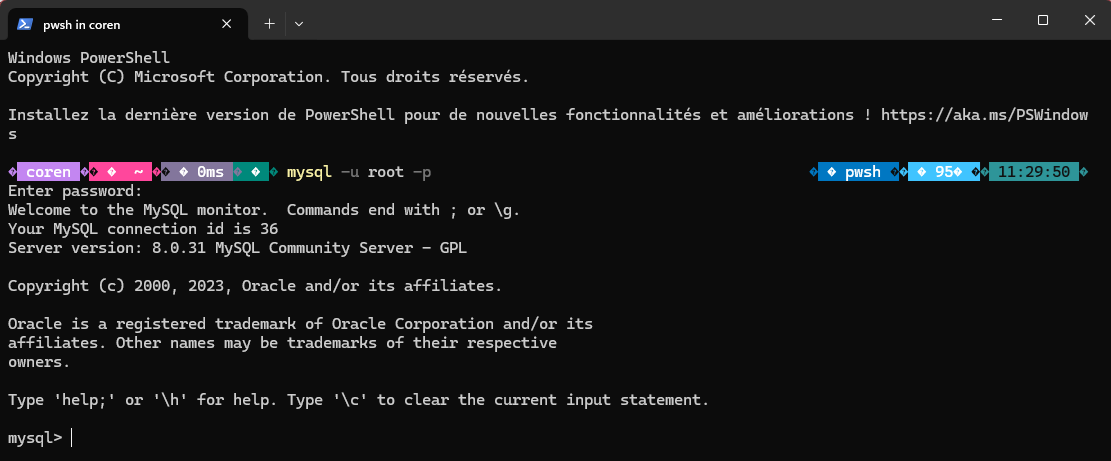 pwsh in coren
Windows PowerShell
Copyright (C) Microsoft Corporation. Tous droits réservés.
Installez la dernière version de PowerShell pour de nouvelles fonctionnalités et améliorations ! https://aka.ms/PSWindow
s
� coren �� � ~ �� � 0ms � � � mysql -u root -p � � pwsh �� � 95� �� 11:29:50 �
Enter password:
Welcome to the MySQL monitor.  Commands end with ; or \g.
Your MySQL connection id is 36
Server version: 8.0.31 MySQL Community Server - GPL
Copyright (c) 2000, 2023, Oracle and/or its affiliates.
Oracle is a registered trademark of Oracle Corporation and/or its
affiliates. Other names may be trademarks of their respective
owners.
Type 'help;' or '\h' for help. Type '\c' to clear the current input statement.
mysql>